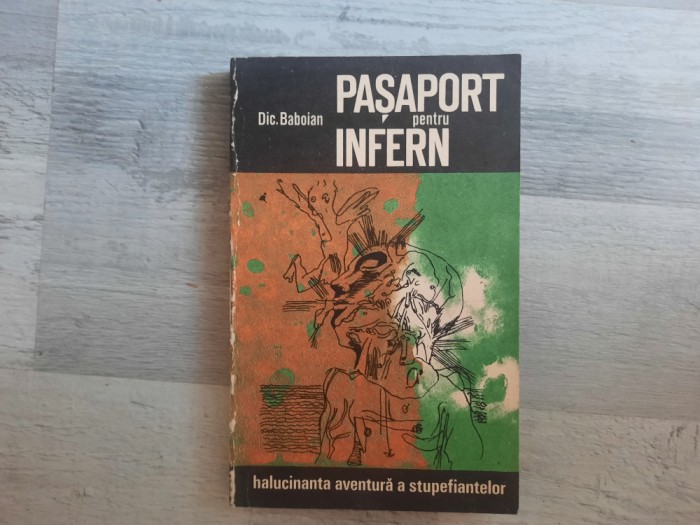 Dic. Baboian
PAȘAPORT
pentru
INFERN
halucinanta aventură a stupefiantelor